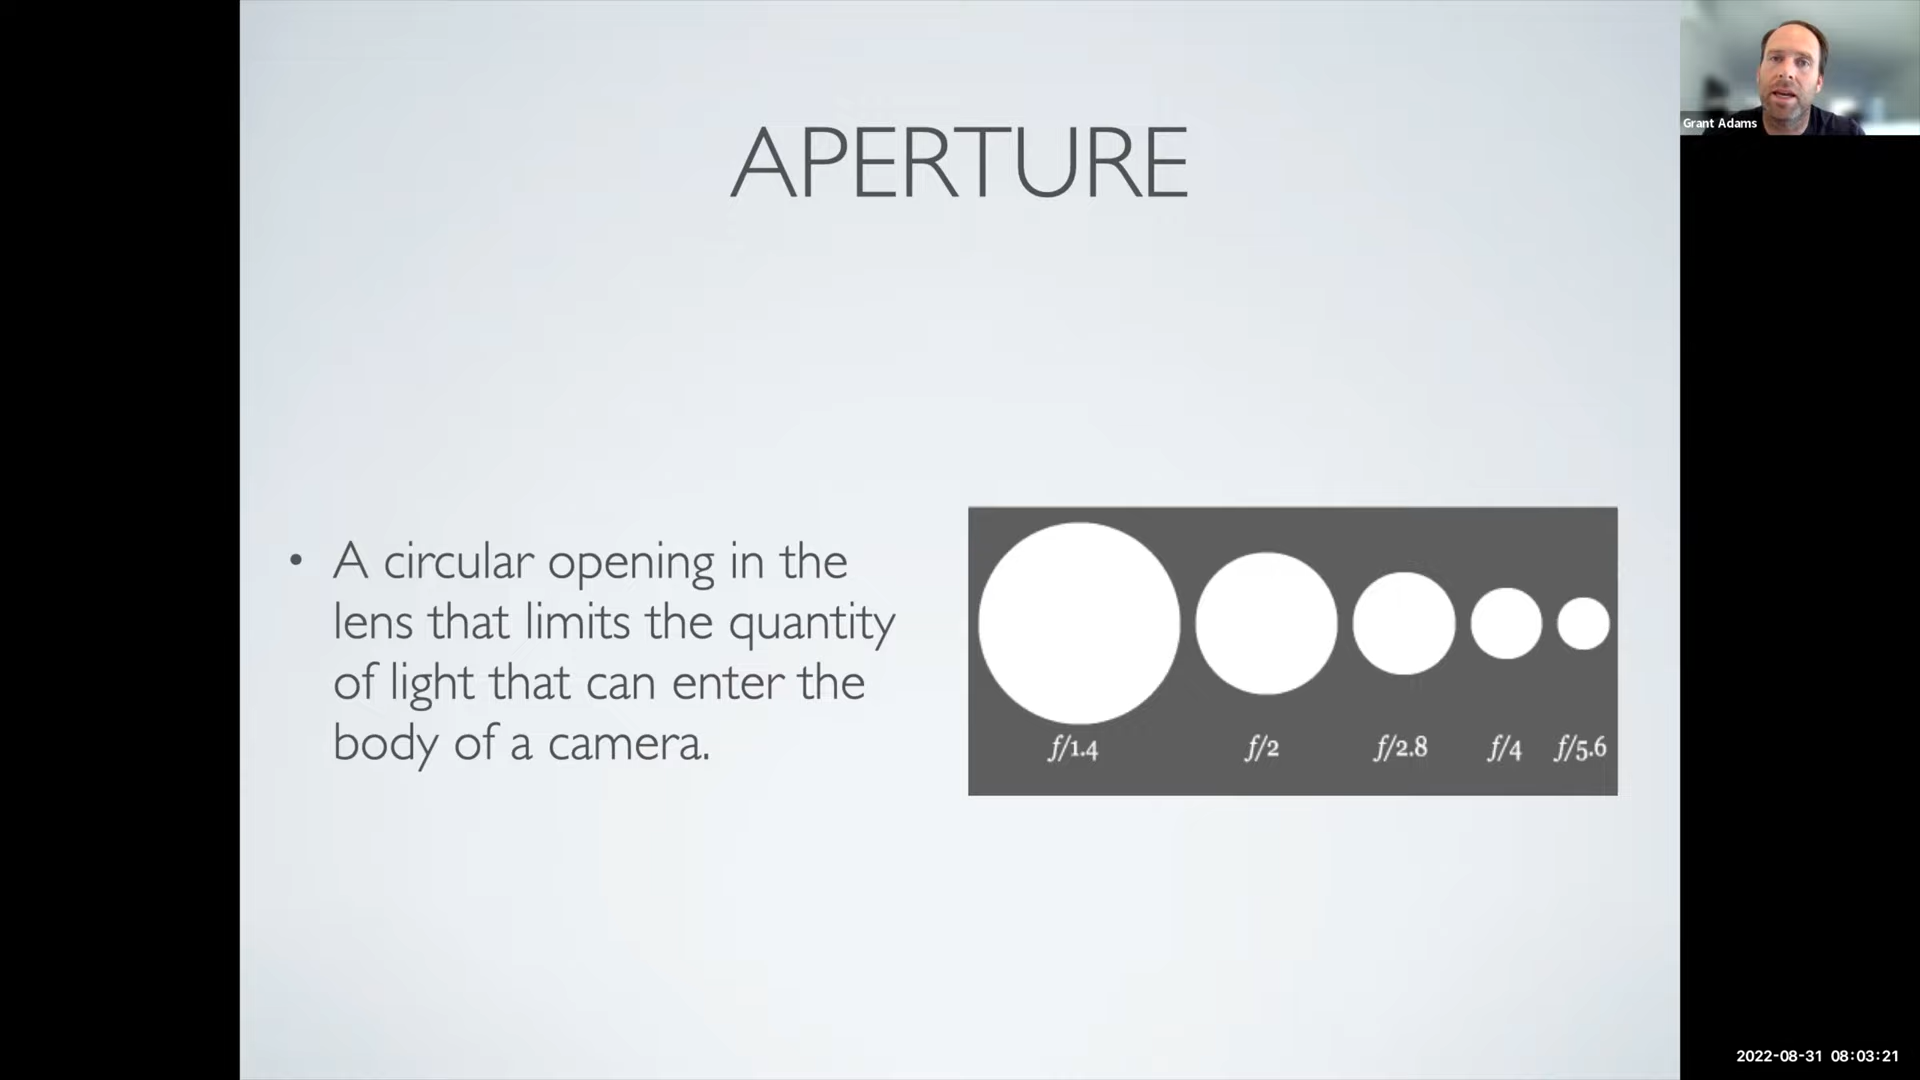 APERTURE
Grant Adams
• A circular opening in the
lens that limits the quantity
of light that can enter the
body of a camera.
f/1.4 f/2 f/2.8 f/4 f/5.6
2022-08-31 08:03:21